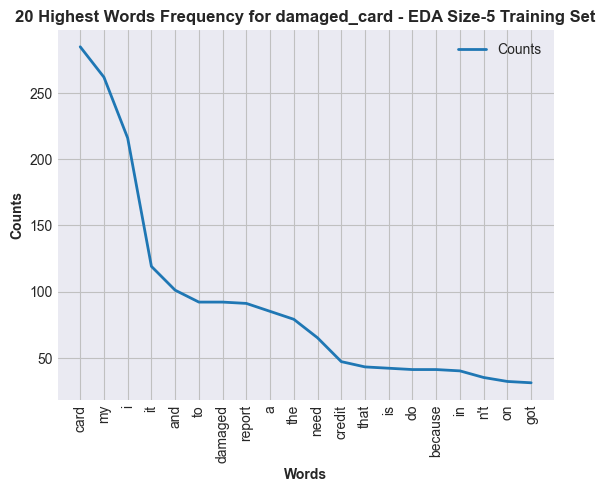 20 Highest Words Frequency for damaged_card - EDA Size-5 Training Set
Counts
Counts
250
200
150
100
50
card
my
i
it
and
to
damaged
report
a
the
need
credit
that
is
do
because
in
n't
on
got
Words